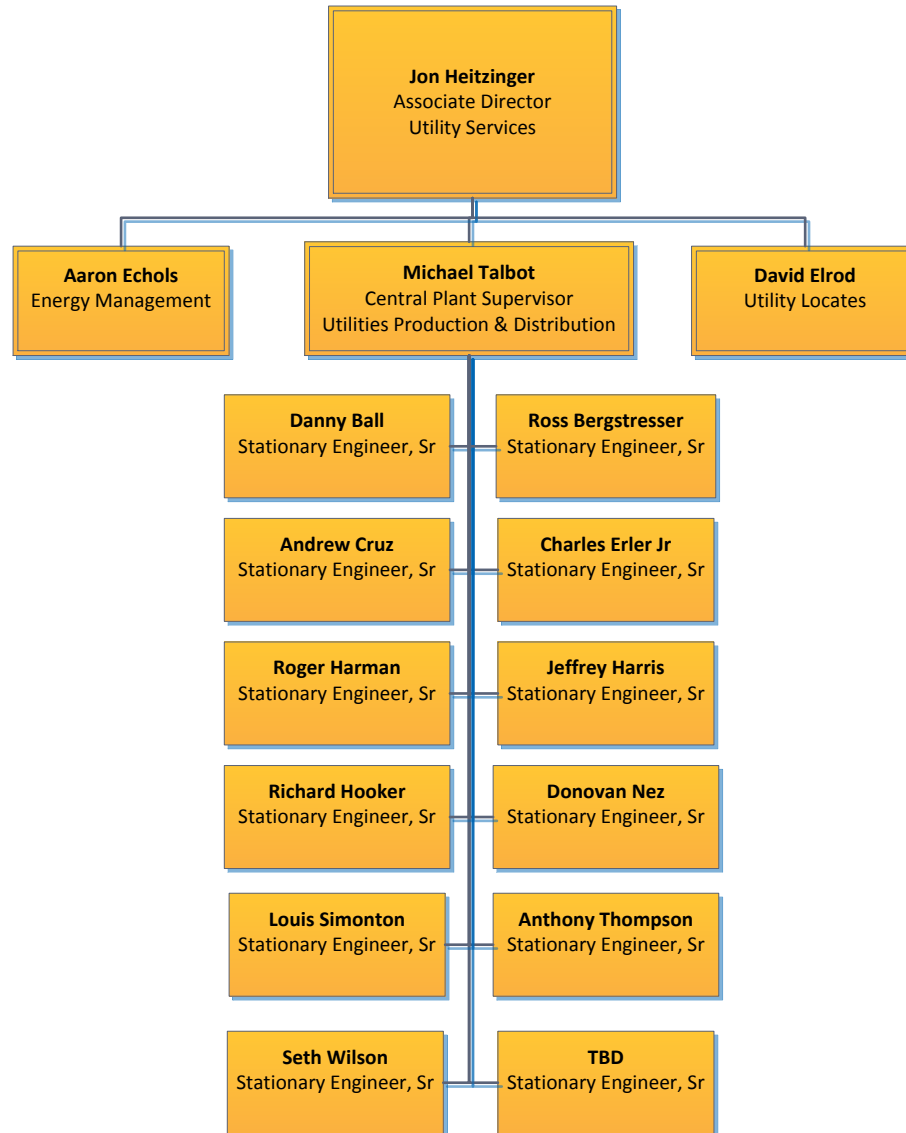 Jon Heitzinger
Associate Director
Utility Services
Aaron Echols
Energy Management
Michael Talbot
Central Plant Supervisor
Utilities Production & Distribution
David Elrod
Utility Locates
Danny Ball
Stationary Engineer, Sr
Ross Bergstresser
Stationary Engineer, Sr
Andrew Cruz
Stationary Engineer, Sr
Charles Erler Jr
Stationary Engineer, Sr
Roger Harman
Stationary Engineer, Sr
Jeffrey Harris
Stationary Engineer, Sr
Richard Hooker
Stationary Engineer, Sr
Donovan Nez
Stationary Engineer, Sr
Louis Simonton
Stationary Engineer, Sr
Anthony Thompson
Stationary Engineer, Sr
Seth Wilson
Stationary Engineer, Sr
TBD
Stationary Engineer, Sr